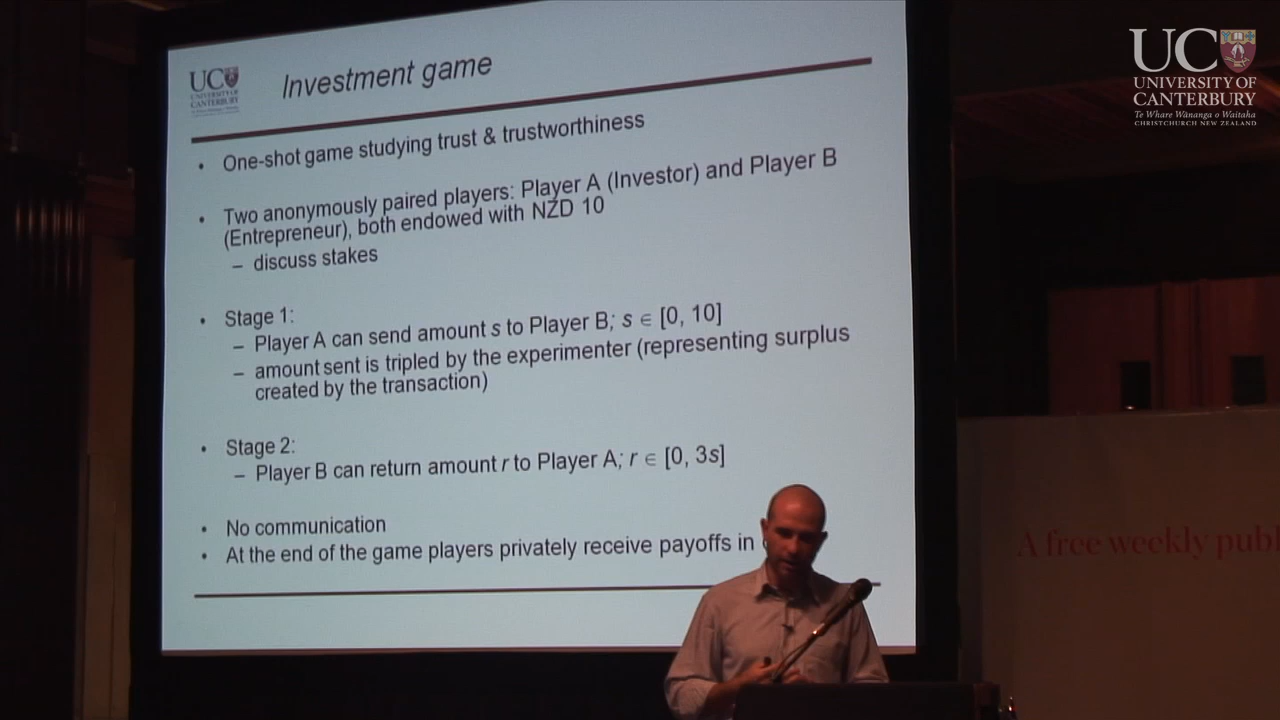 UC
UNIVERSITY OF
CANTERBURY
Te Whare Wānanga o Waitaha
CHRISTCHURCH NEW ZEALAND
UC
UNIVERSITY OF
CANTERBURY
Investment game
• One-shot game studying trust & trustworthiness
• Two anonymously paired players: Player A (Investor) and Player B
(Entrepreneur), both endowed with NZD 10
– discuss stakes
• Stage 1:
– Player A can send amount s to Player B; s ∈ [0, 10]
– amount sent is tripled by the experimenter (representing surplus
created by the transaction)
• Stage 2:
– Player B can return amount r to Player A; r ∈ [0, 3s]
• No communication
• At the end of the game players privately receive payoffs in
A free weekly publ